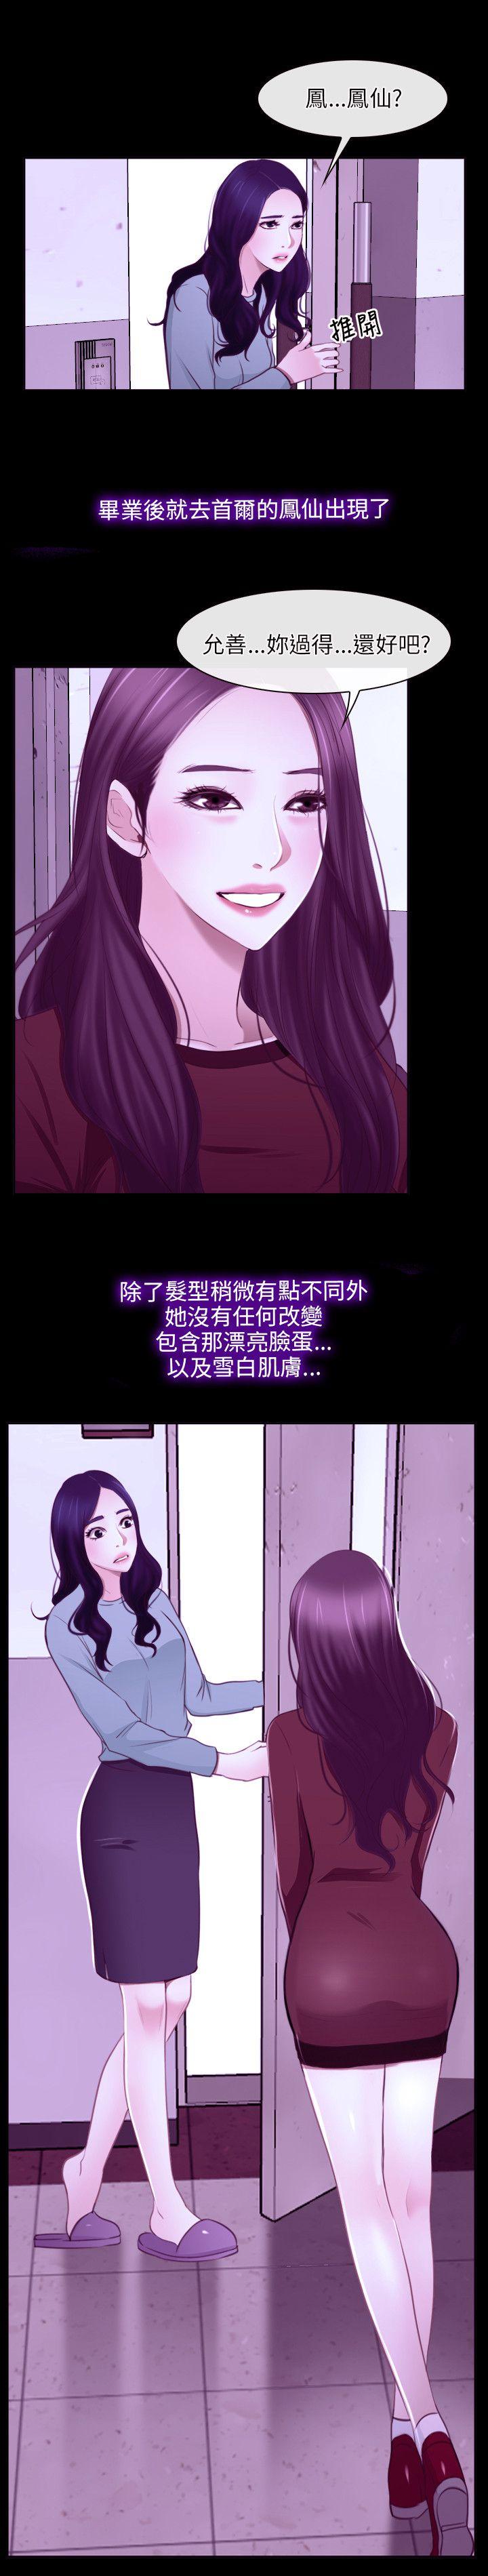 鳳...鳳仙?
推開
畢業後就去首爾的鳳仙出現了
允善...妳過得...還好吧?
除了髮型稍微有點不同外
她沒有任何改變
包含那漂亮臉蛋...
以及雪白肌膚...